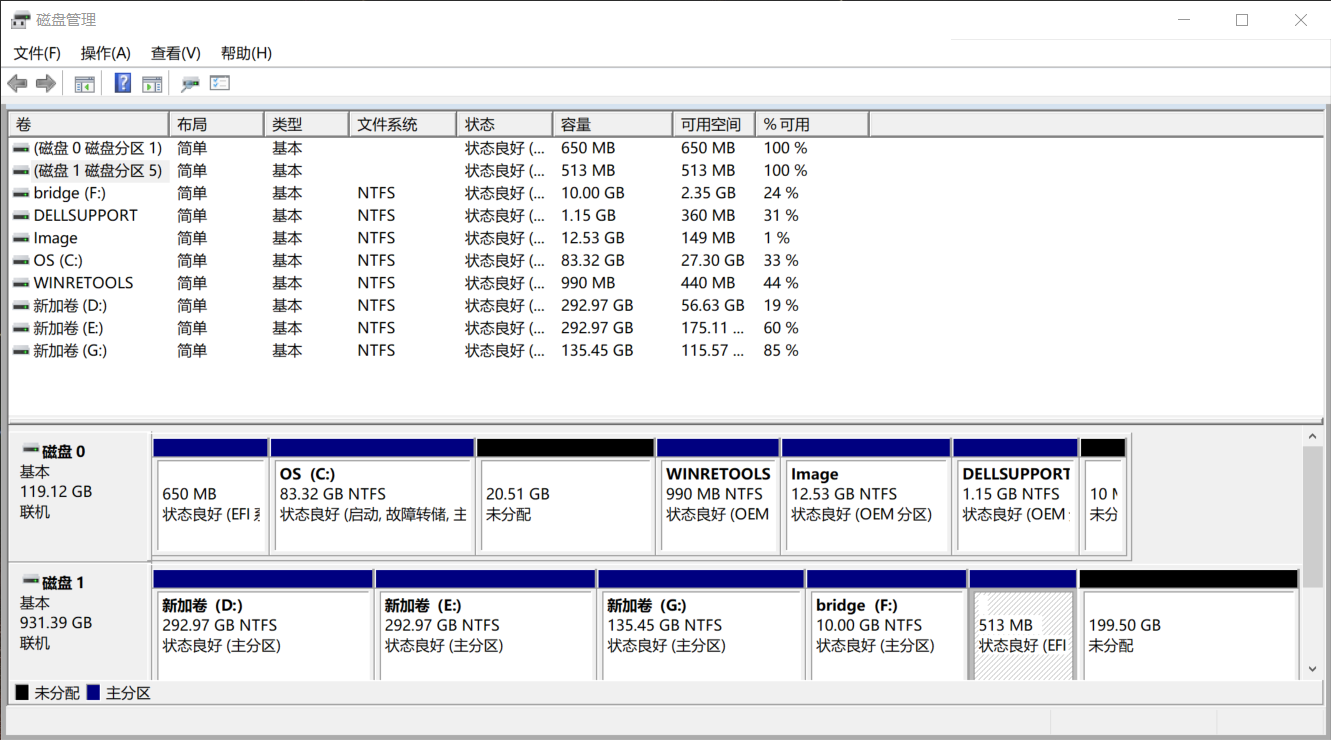 磁盘管理
文件(F) 操作(A) 查看(V) 帮助(H)
卷 布局 类型 文件系统 状态 容量 可用空间 % 可用
(磁盘 0 磁盘分区 1) 简单 基本 状态良好 (... 650 MB 650 MB 100 %
(磁盘 1 磁盘分区 5) 简单 基本 状态良好 (... 513 MB 513 MB 100 %
bridge (F:) 简单 基本 NTFS 状态良好 (... 10.00 GB 2.35 GB 24 %
DELLSUPPORT 简单 基本 NTFS 状态良好 (... 1.15 GB 360 MB 31 %
Image 简单 基本 NTFS 状态良好 (... 12.53 GB 149 MB 1 %
OS (C:) 简单 基本 NTFS 状态良好 (... 83.32 GB 27.30 GB 33 %
WINRETOOLS 简单 基本 NTFS 状态良好 (... 990 MB 440 MB 44 %
新加卷 (D:) 简单 基本 NTFS 状态良好 (... 292.97 GB 56.63 GB 19 %
新加卷 (E:) 简单 基本 NTFS 状态良好 (... 292.97 GB 175.11 ... 60 %
新加卷 (G:) 简单 基本 NTFS 状态良好 (... 135.45 GB 115.57 ... 85 %
磁盘 0
基本
119.12 GB
联机
650 MB
状态良好 (EFI
OS (C:)
83.32 GB NTFS
状态良好 (启动, 故障转储, 主
20.51 GB
未分配
WINRETOOLS
990 MB NTFS
状态良好 (OEM
Image
12.53 GB NTFS
状态良好 (OEM 分区)
DELLSUPPORT
1.15 GB NTFS
状态良好 (OEM
10
未分
磁盘 1
基本
931.39 GB
联机
新加卷 (D:)
292.97 GB NTFS
状态良好 (主分区)
新加卷 (E:)
292.97 GB NTFS
状态良好 (主分区)
新加卷 (G:)
135.45 GB NTFS
状态良好 (主分区)
bridge (F:)
10.00 GB NTFS
状态良好 (主分区)
513 MB
状态良好 (EFI
199.50 GB
未分配
未分配 主分区